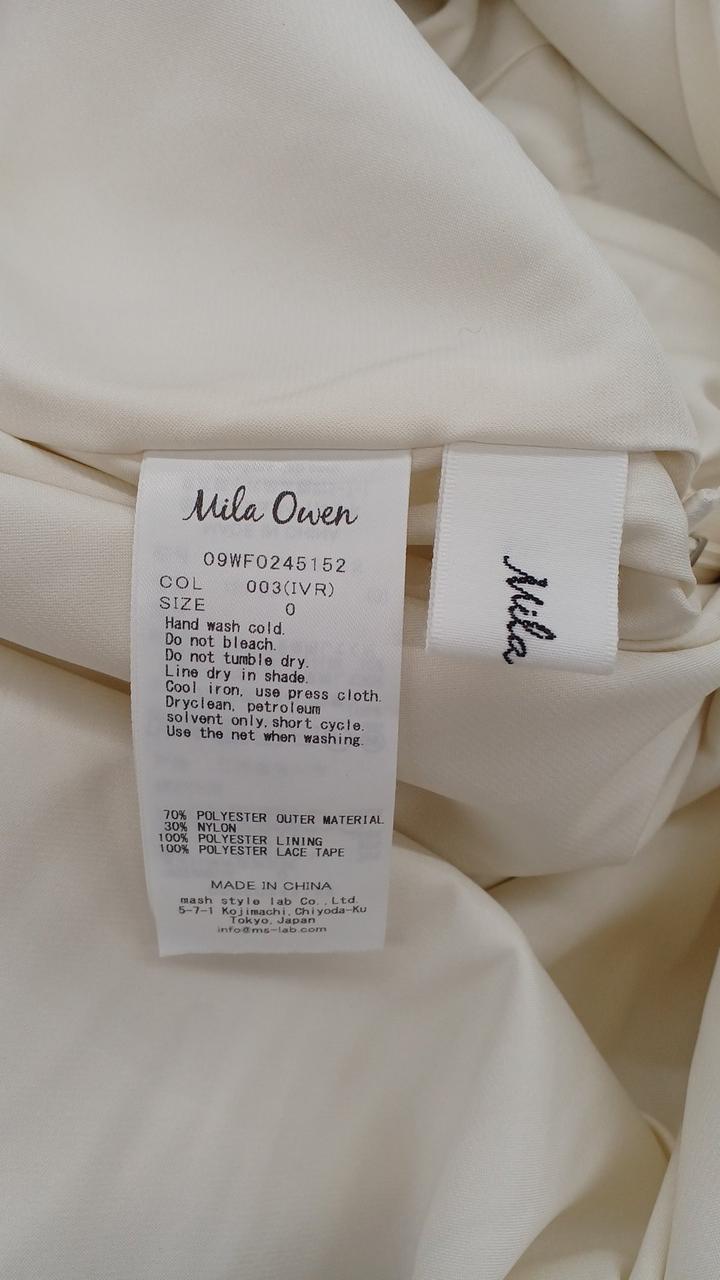 Mila Owen
09WF0245152
COL 003(IVR)
SIZE 0
Hand wash cold.
Do not bleach.
Do not tumble dry.
Line dry in shade.
Cool iron, use press cloth.
Dryclean, petroleum
solvent only, short cycle.
Use the net when washing.
70% POLYESTER OUTER MATERIAL
30% NYLON
100% POLYESTER LINING
100% POLYESTER LACE TAPE
MADE IN CHINA
mash style lab Co., Ltd.
5-7-1 Kojimachi, Chiyoda-Ku
Tokyo, Japan
info@ms-lab.com
Mila